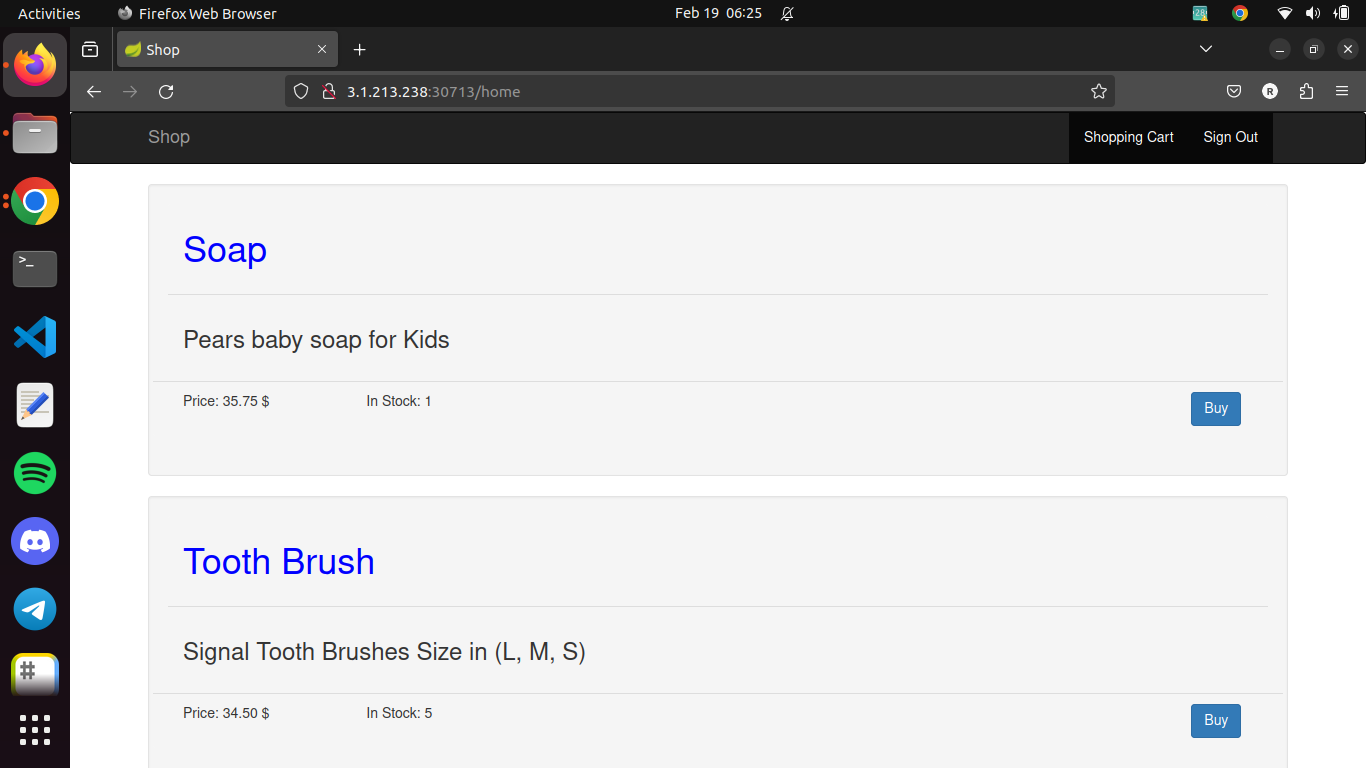 Activities Firefox Web Browser Feb 19 06:25 28
Shop
3.1.213.238:30713/home R
Shop Shopping Cart Sign Out
Soap
Pears baby soap for Kids
Price: 35.75 $ In Stock: 1 Buy
Tooth Brush
Signal Tooth Brushes Size in (L, M, S)
Price: 34.50 $ In Stock: 5 Buy
>_
#